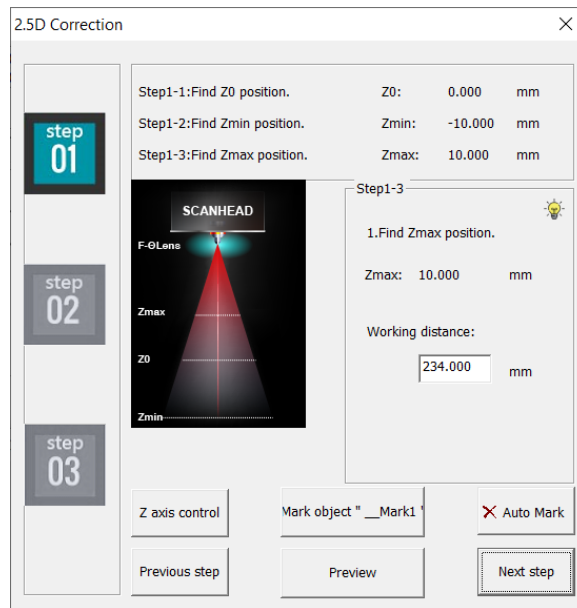 2.5D Correction
step
01
step
02
step
03
Step1-1:Find Z0 position. Z0: 0.000 mm
Step1-2:Find Zmin position. Zmin: -10.000 mm
Step1-3:Find Zmax position. Zmax: 10.000 mm
SCANHEAD
F-ΘLens
Zmax
Z0
Zmin
Step1-3
1.Find Zmax position.
Zmax: 10.000 mm
Working distance:
234.000 mm
Z axis control
Mark object " __Mark1 '
Auto Mark
Previous step
Preview
Next step